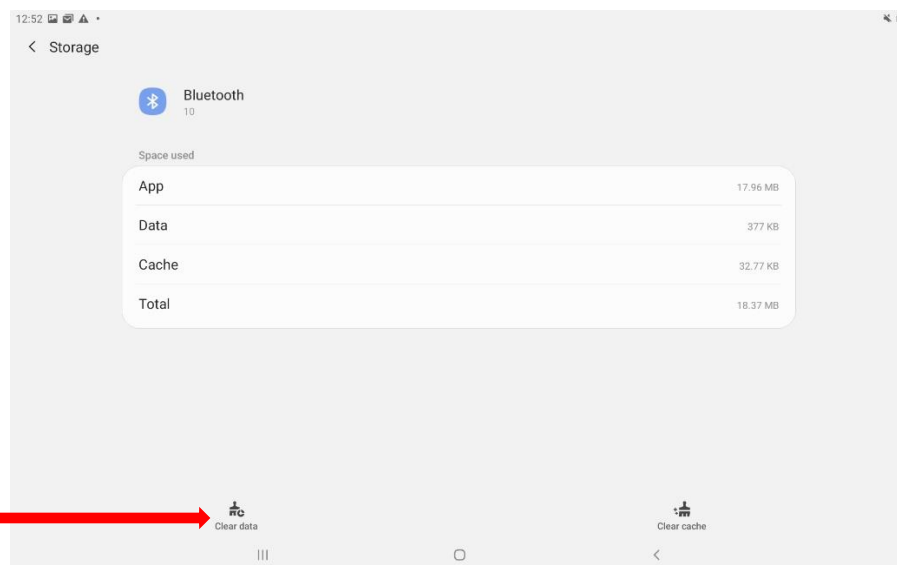 12:52
Storage
Bluetooth
10
Space used
App 17.96 MB
Data 377 KB
Cache 32.77 KB
Total 18.37 MB
Clear data Clear cache